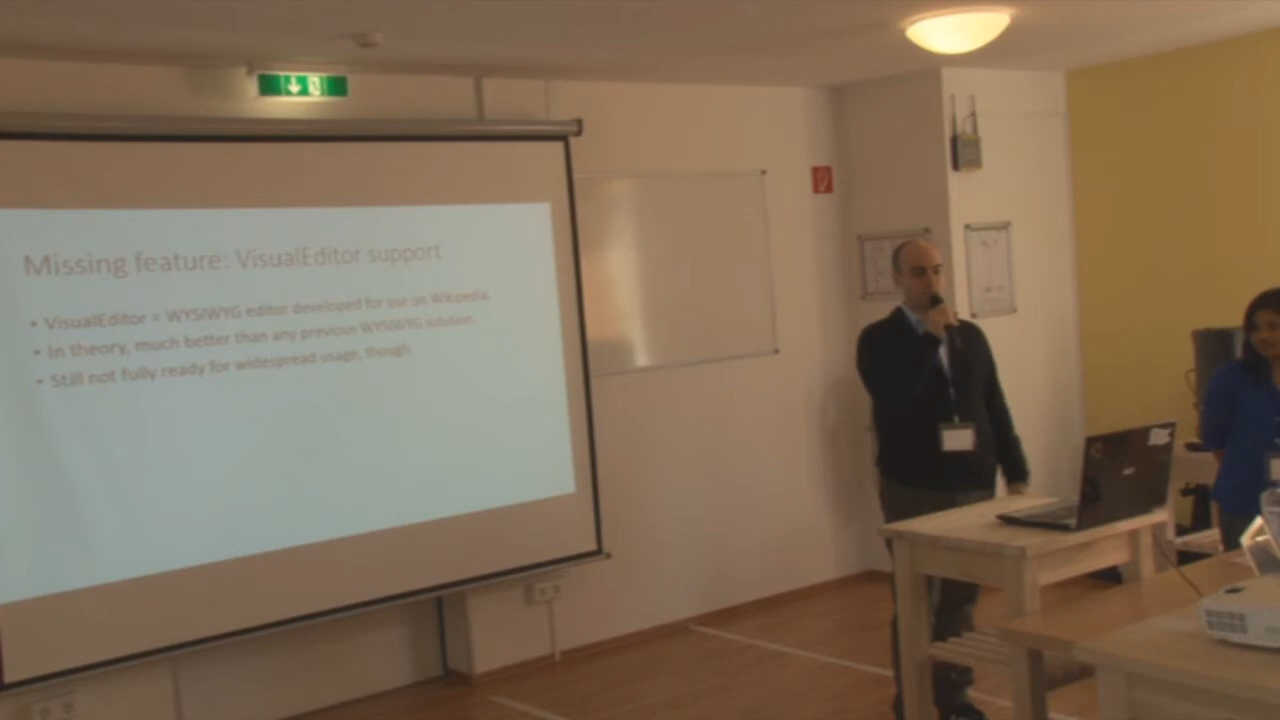 Missing feature: VisualEditor support
• VisualEditor = WYSIWYG editor developed for use on Wikipedia.
• In theory, much better than any previous WYSIWYG solution.
• Still not fully ready for widespread usage, though.